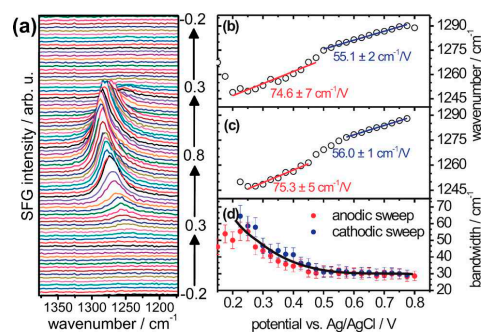 (a)
SFG intensity / arb. u.
1350 1300 1250 1200
wavenumber / cm⁻¹
-0.2
0.3
0.8
0.3
-0.2
(b)
55.1 ± 2 cm⁻¹/V
74.6 ± 7 cm⁻¹/V
1290
1275
1260
1245
wavenumber / cm⁻¹
(c)
56.0 ± 1 cm⁻¹/V
75.3 ± 5 cm⁻¹/V
1290
1275
1260
1245
(d)
anodic sweep
cathodic sweep
70
60
50
40
30
20
bandwidth / cm⁻¹
0.2 0.3 0.4 0.5 0.6 0.7 0.8
potential vs. Ag/AgCl / V